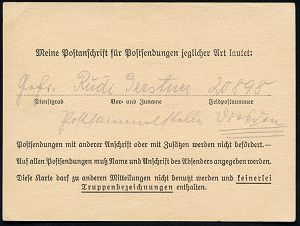 Meine Postanschrift für Postsendungen jeglicher Art lautet:
Gefr. Rudi Gerstner 20898
Dienstgrad Vor- und Zuname Feldpostnummer
Postsammelstelle Dresden
Postsendungen mit anderer Anschrift oder mit Zusätzen werden nicht befördert.—
Auf allen Postsendungen muß Name und Anschrift des Absenders angegeben werden.
Diese Karte darf zu anderen Mitteilungen nicht benutzt werden und keinerlei
Truppenbezeichnungen enthalten.